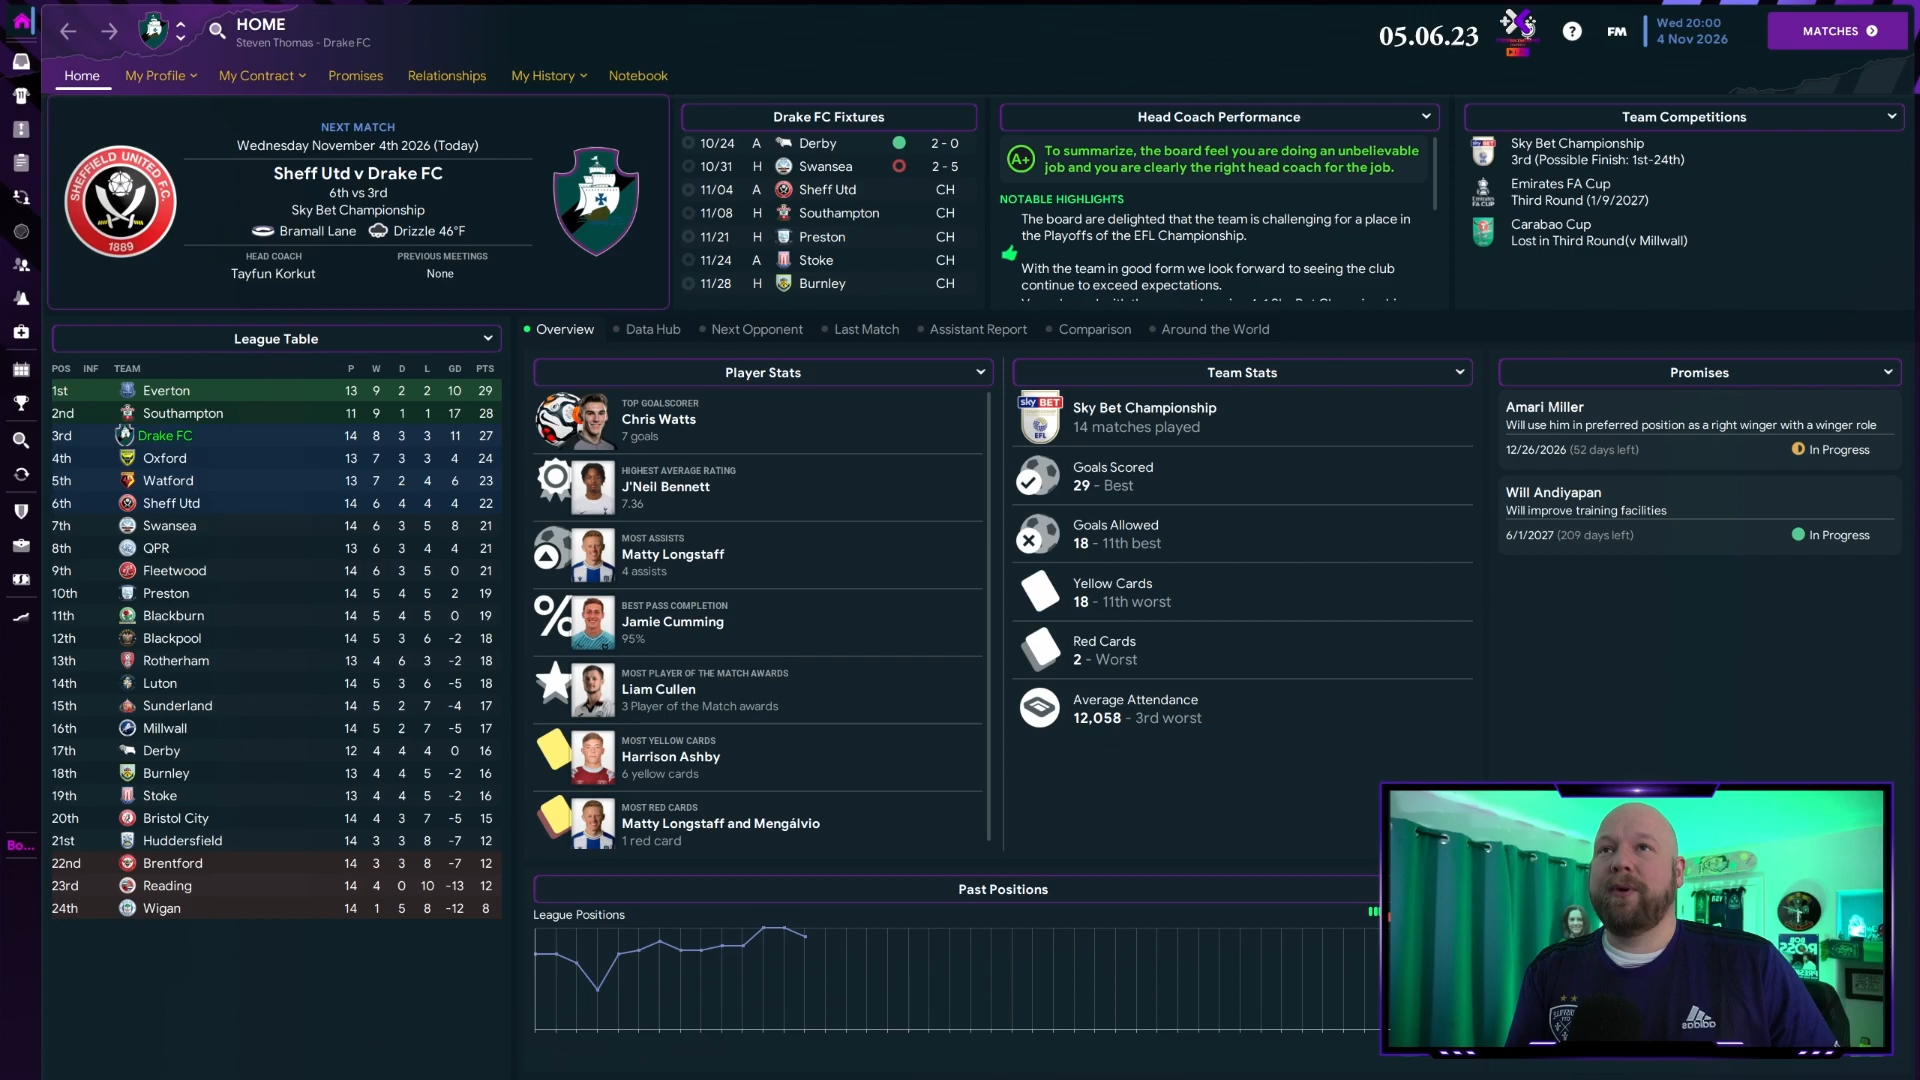 HOME
Steven Thomas - Drake FC
05.06.23
?
FM
Wed 20:00
4 Nov 2026
MATCHES
Home
My Profile
My Contract
Promises
Relationships
My History
Notebook
NEXT MATCH
Wednesday November 4th 2026 (Today)
Sheff Utd v Drake FC
6th vs 3rd
Sky Bet Championship
Bramall Lane
Drizzle 46°F
HEAD COACH
Tayfun Korkut
PREVIOUS MEETINGS
None
SHEFFIELD UNITED F.C.
1889
Drake FC Fixtures
10/24 A Derby 2 - 0
10/31 H Swansea 2 - 5
11/04 A Sheff Utd CH
11/08 H Southampton CH
11/21 H Preston CH
11/24 A Stoke CH
11/28 H Burnley CH
Head Coach Performance
A+
To summarize, the board feel you are doing an unbelievable
job and you are clearly the right head coach for the job.
NOTABLE HIGHLIGHTS
The board are delighted that the team is challenging for a place in
the Playoffs of the EFL Championship.
With the team in good form we look forward to seeing the club
continue to exceed expectations.
Team Competitions
Sky Bet Championship
3rd (Possible Finish: 1st-24th)
Emirates FA Cup
Third Round (1/9/2027)
Carabao Cup
Lost in Third Round(v Millwall)
League Table
POS INF TEAM P W D L GD PTS
1st Everton 13 9 2 2 10 29
2nd Southampton 11 9 1 1 17 28
3rd Drake FC 14 8 3 3 11 27
4th Oxford 13 7 3 3 4 24
5th Watford 13 7 2 4 6 23
6th Sheff Utd 14 6 4 4 4 22
7th Swansea 14 6 3 5 8 21
8th QPR 13 6 3 4 4 21
9th Fleetwood 14 6 3 5 0 21
10th Preston 14 5 4 5 2 19
11th Blackburn 14 5 4 5 0 19
12th Blackpool 14 5 3 6 -2 18
13th Rotherham 13 4 6 3 -2 18
14th Luton 14 5 3 6 -5 18
15th Sunderland 14 5 2 7 -4 17
16th Millwall 14 5 2 7 -5 17
17th Derby 12 4 4 4 0 16
18th Burnley 13 4 4 5 -2 16
19th Stoke 13 4 4 5 -2 16
20th Bristol City 14 4 3 7 -5 15
21st Huddersfield 14 3 3 8 -7 12
22nd Brentford 14 3 3 8 -7 12
23rd Reading 14 4 0 10 -13 12
24th Wigan 14 1 5 8 -12 8
Bo...
Overview
Data Hub
Next Opponent
Last Match
Assistant Report
Comparison
Around the World
Player Stats
TOP GOALSCORER
Chris Watts
7 goals
HIGHEST AVERAGE RATING
J'Neil Bennett
7.36
MOST ASSISTS
Matty Longstaff
4 assists
BEST PASS COMPLETION
Jamie Cumming
95%
MOST PLAYER OF THE MATCH AWARDS
Liam Cullen
3 Player of the Match awards
MOST YELLOW CARDS
Harrison Ashby
6 yellow cards
MOST RED CARDS
Matty Longstaff and Mengálvio
1 red card
Team Stats
sky BET
EFL
Sky Bet Championship
14 matches played
Goals Scored
29 - Best
Goals Allowed
18 - 11th best
Yellow Cards
18 - 11th worst
Red Cards
2 - Worst
Average Attendance
12,058 - 3rd worst
Promises
Amari Miller
Will use him in preferred position as a right winger with a winger role
12/26/2026 (52 days left)
In Progress
Will Andiyapan
Will improve training facilities
6/1/2027 (209 days left)
In Progress
Past Positions
League Positions
adidas